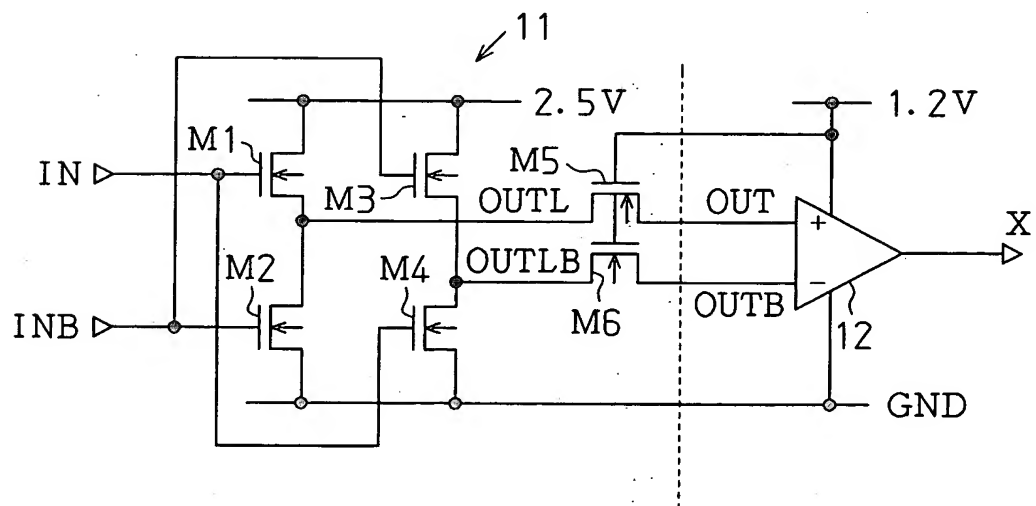 11
2.5V
1.2V
M1
M5
IN
M3
OUTL
OUT
+
X
M2
M4
OUTLB
−
INB
M6
OUTB
12
GND